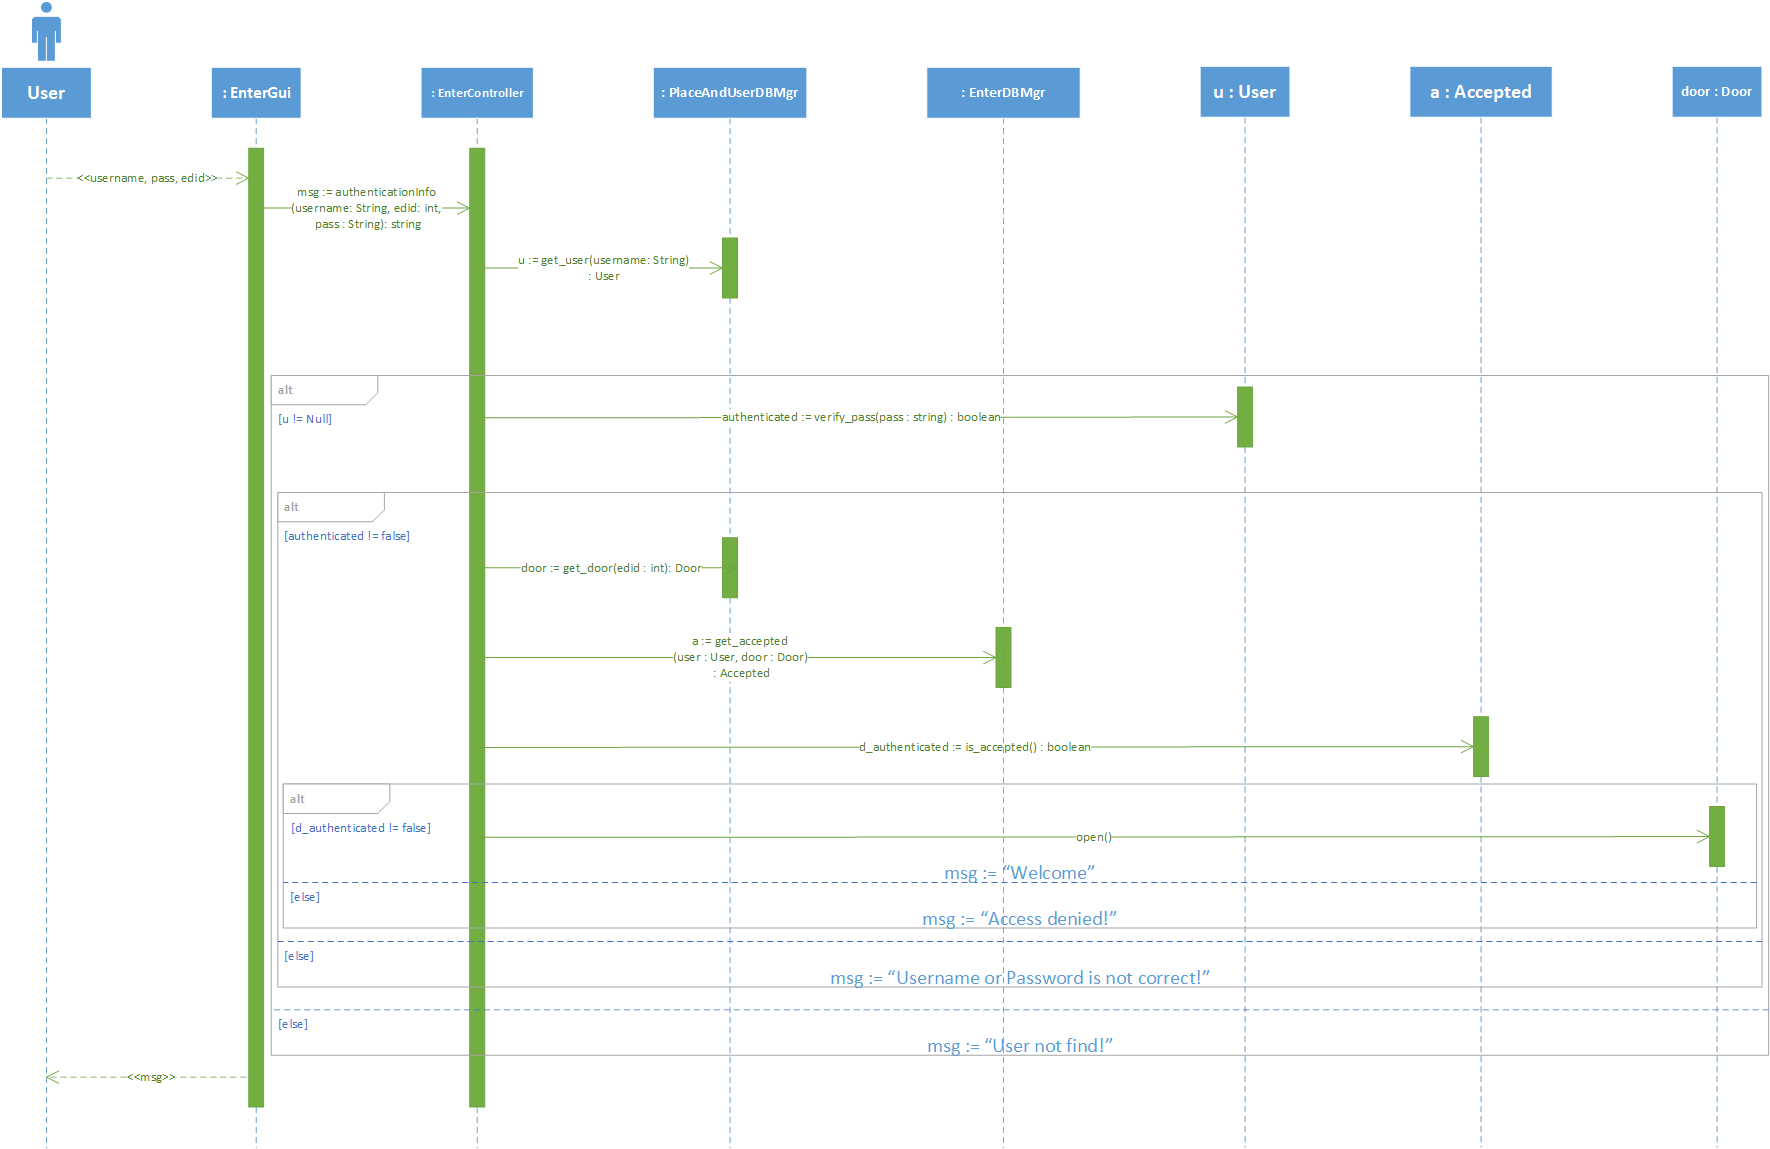 User
: EnterGui
: EnterController
: PlaceAndUserDBMgr
: EnterDBMgr
u : User
a : Accepted
door : Door
<<username, pass, edid>>
msg := authenticationInfo
(username: String, edid: int,
pass : String): string
u := get_user(username: String)
: User
alt
[u != Null]
authenticated := verify_pass(pass : string) : boolean
alt
[authenticated != false]
door := get_door(edid : int): Door
a := get_accepted
(user : User, door : Door)
: Accepted
d_authenticated := is_accepted() : boolean
alt
[d_authenticated != false]
open()
msg := “Welcome”
[else]
msg := “Access denied!”
[else]
msg := “Username or Password is not correct!”
[else]
msg := “User not find!”
<<msg>>